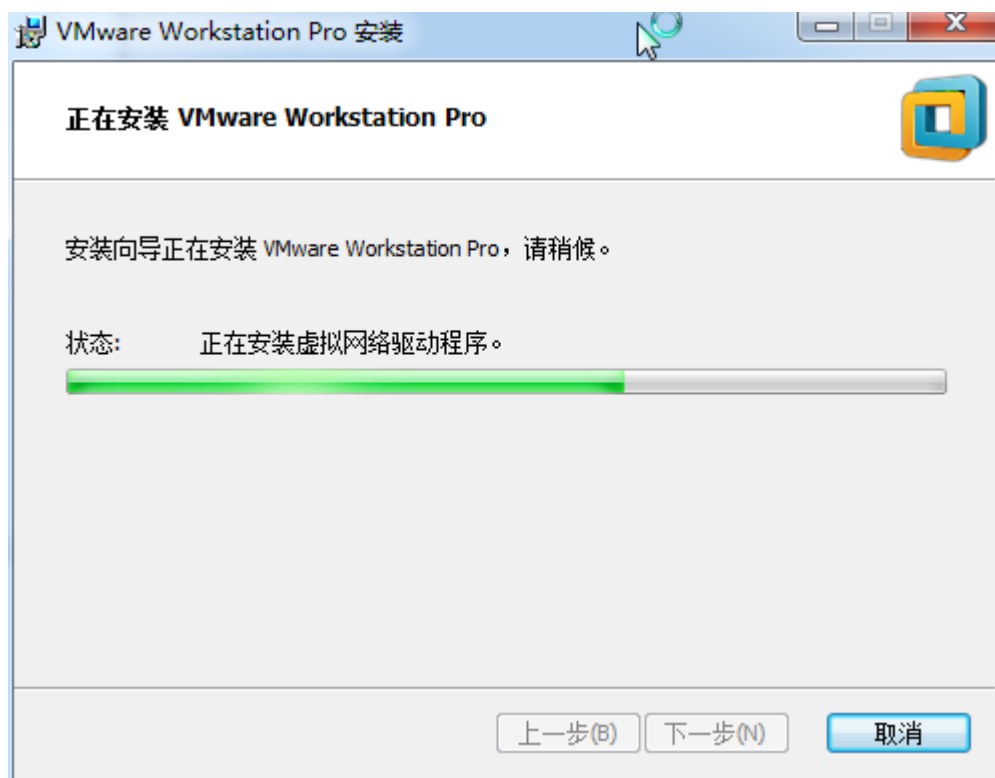 VMware Workstation Pro 安装
正在安装 VMware Workstation Pro
安装向导正在安装 VMware Workstation Pro，请稍候。
状态: 正在安装虚拟网络驱动程序。
上一步(B) 下一步(N) 取消